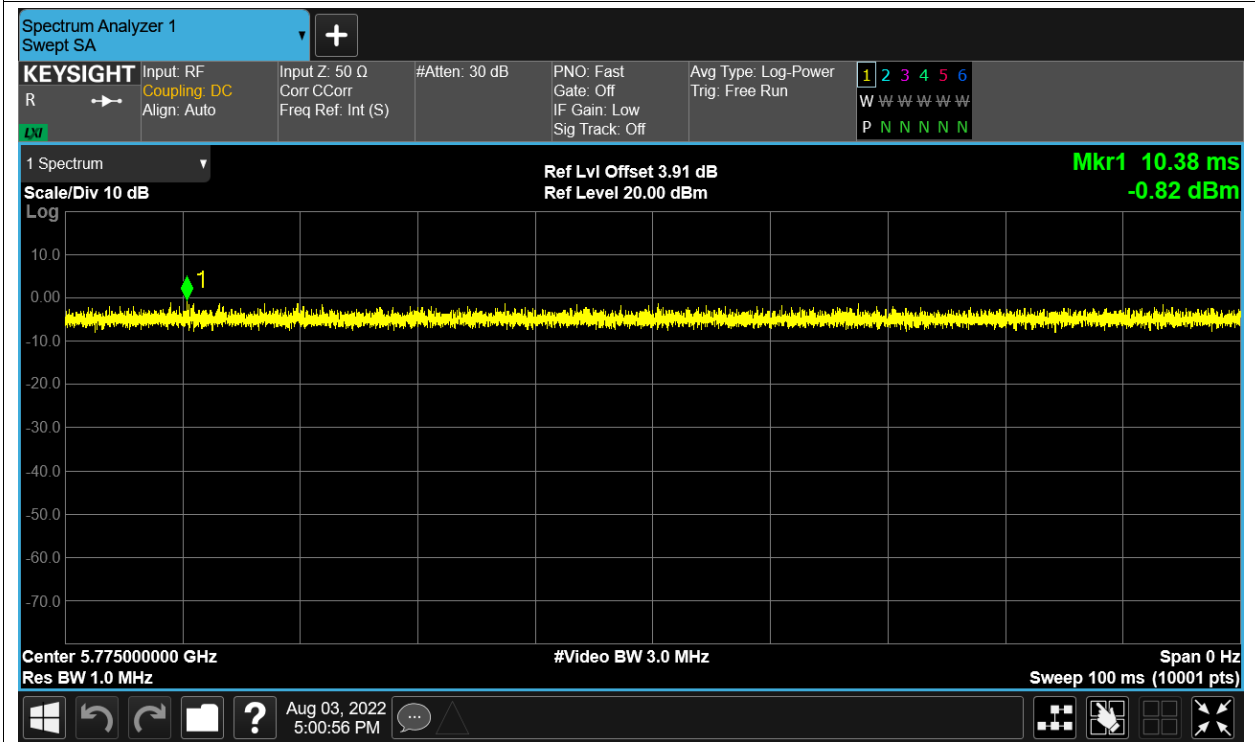 Spectrum Analyzer 1
Swept SA
KEYSIGHT
R
LXI
Input: RF
Coupling: DC
Align: Auto
Input Z: 50 Ω
Corr CCorr
Freq Ref: Int (S)
#Atten: 30 dB
PNO: Fast
Gate: Off
IF Gain: Low
Sig Track: Off
Avg Type: Log-Power
Trig: Free Run
1 2 3 4 5 6
W W W W W W
P N N N N N
1 Spectrum
Scale/Div 10 dB
Log
Ref Lvl Offset 3.91 dB
Ref Level 20.00 dBm
Mkr1 10.38 ms
-0.82 dBm
10.0
1
0.00
-10.0
-20.0
-30.0
-40.0
-50.0
-60.0
-70.0
Center 5.775000000 GHz
#Video BW 3.0 MHz
Span 0 Hz
Res BW 1.0 MHz
Sweep 100 ms (10001 pts)
?
Aug 03, 2022
5:00:56 PM